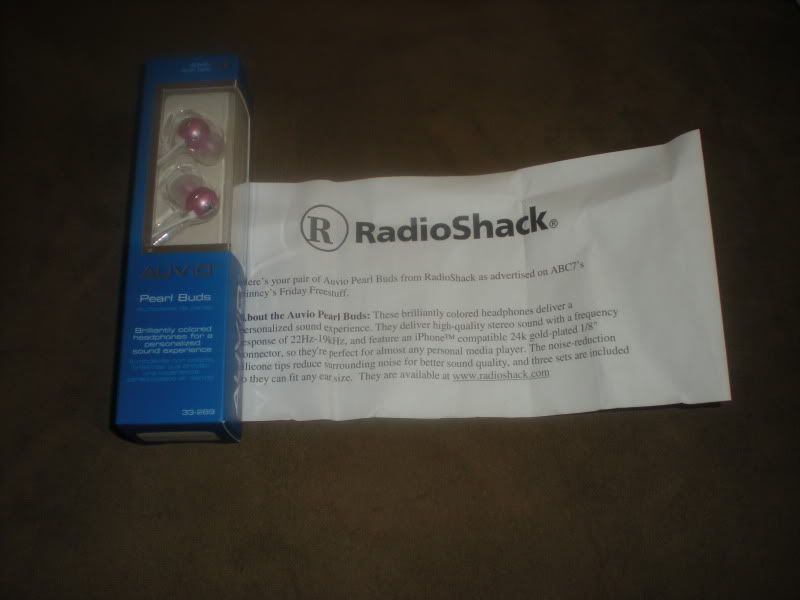 AUVIO
Pearl Buds
Brilliantly colored
headphones for a
personalized
sound experience
33-289
R RadioShack®
ere's your pair of Auvio Pearl Buds from RadioShack as advertised on ABC7's
inney's Friday Freestuff.
bout the Auvio Pearl Buds: These brilliantly colored headphones deliver a
ersonalized sound experience. They deliver high-quality stereo sound with a frequency
esponse of 22Hz-19kHz, and feature an iPhone™ compatible 24k gold-plated 1/8"
onnector, so they're perfect for almost any personal media player. The noise-reduction
ilicone tips reduce surrounding noise for better sound quality, and three sets are included
o they can fit any ear size. They are available at www.radioshack.com